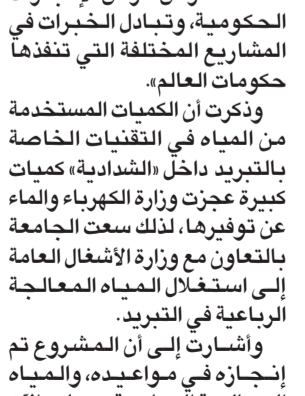 الحكومية، وتبادل الخبرات في
المشاريع المختلفة التي تنفذها
حكومات العالم».
وذكرت أن الكميات المستخدمة
من المياه في التقنيات الخاصة
بالتبريد داخل «الشدادية» كميات
كبيرة عجزت وزارة الكهرباء والماء
عن توفيرها، لذلك سعت الجامعة
بالتعاون مع وزارة الأشغال العامة
إلى استغلال المياه المعالجة
الرباعية في التبريد.
وأشارت إلى أن المشروع تم
إنجازه في مواعيده، والمياه